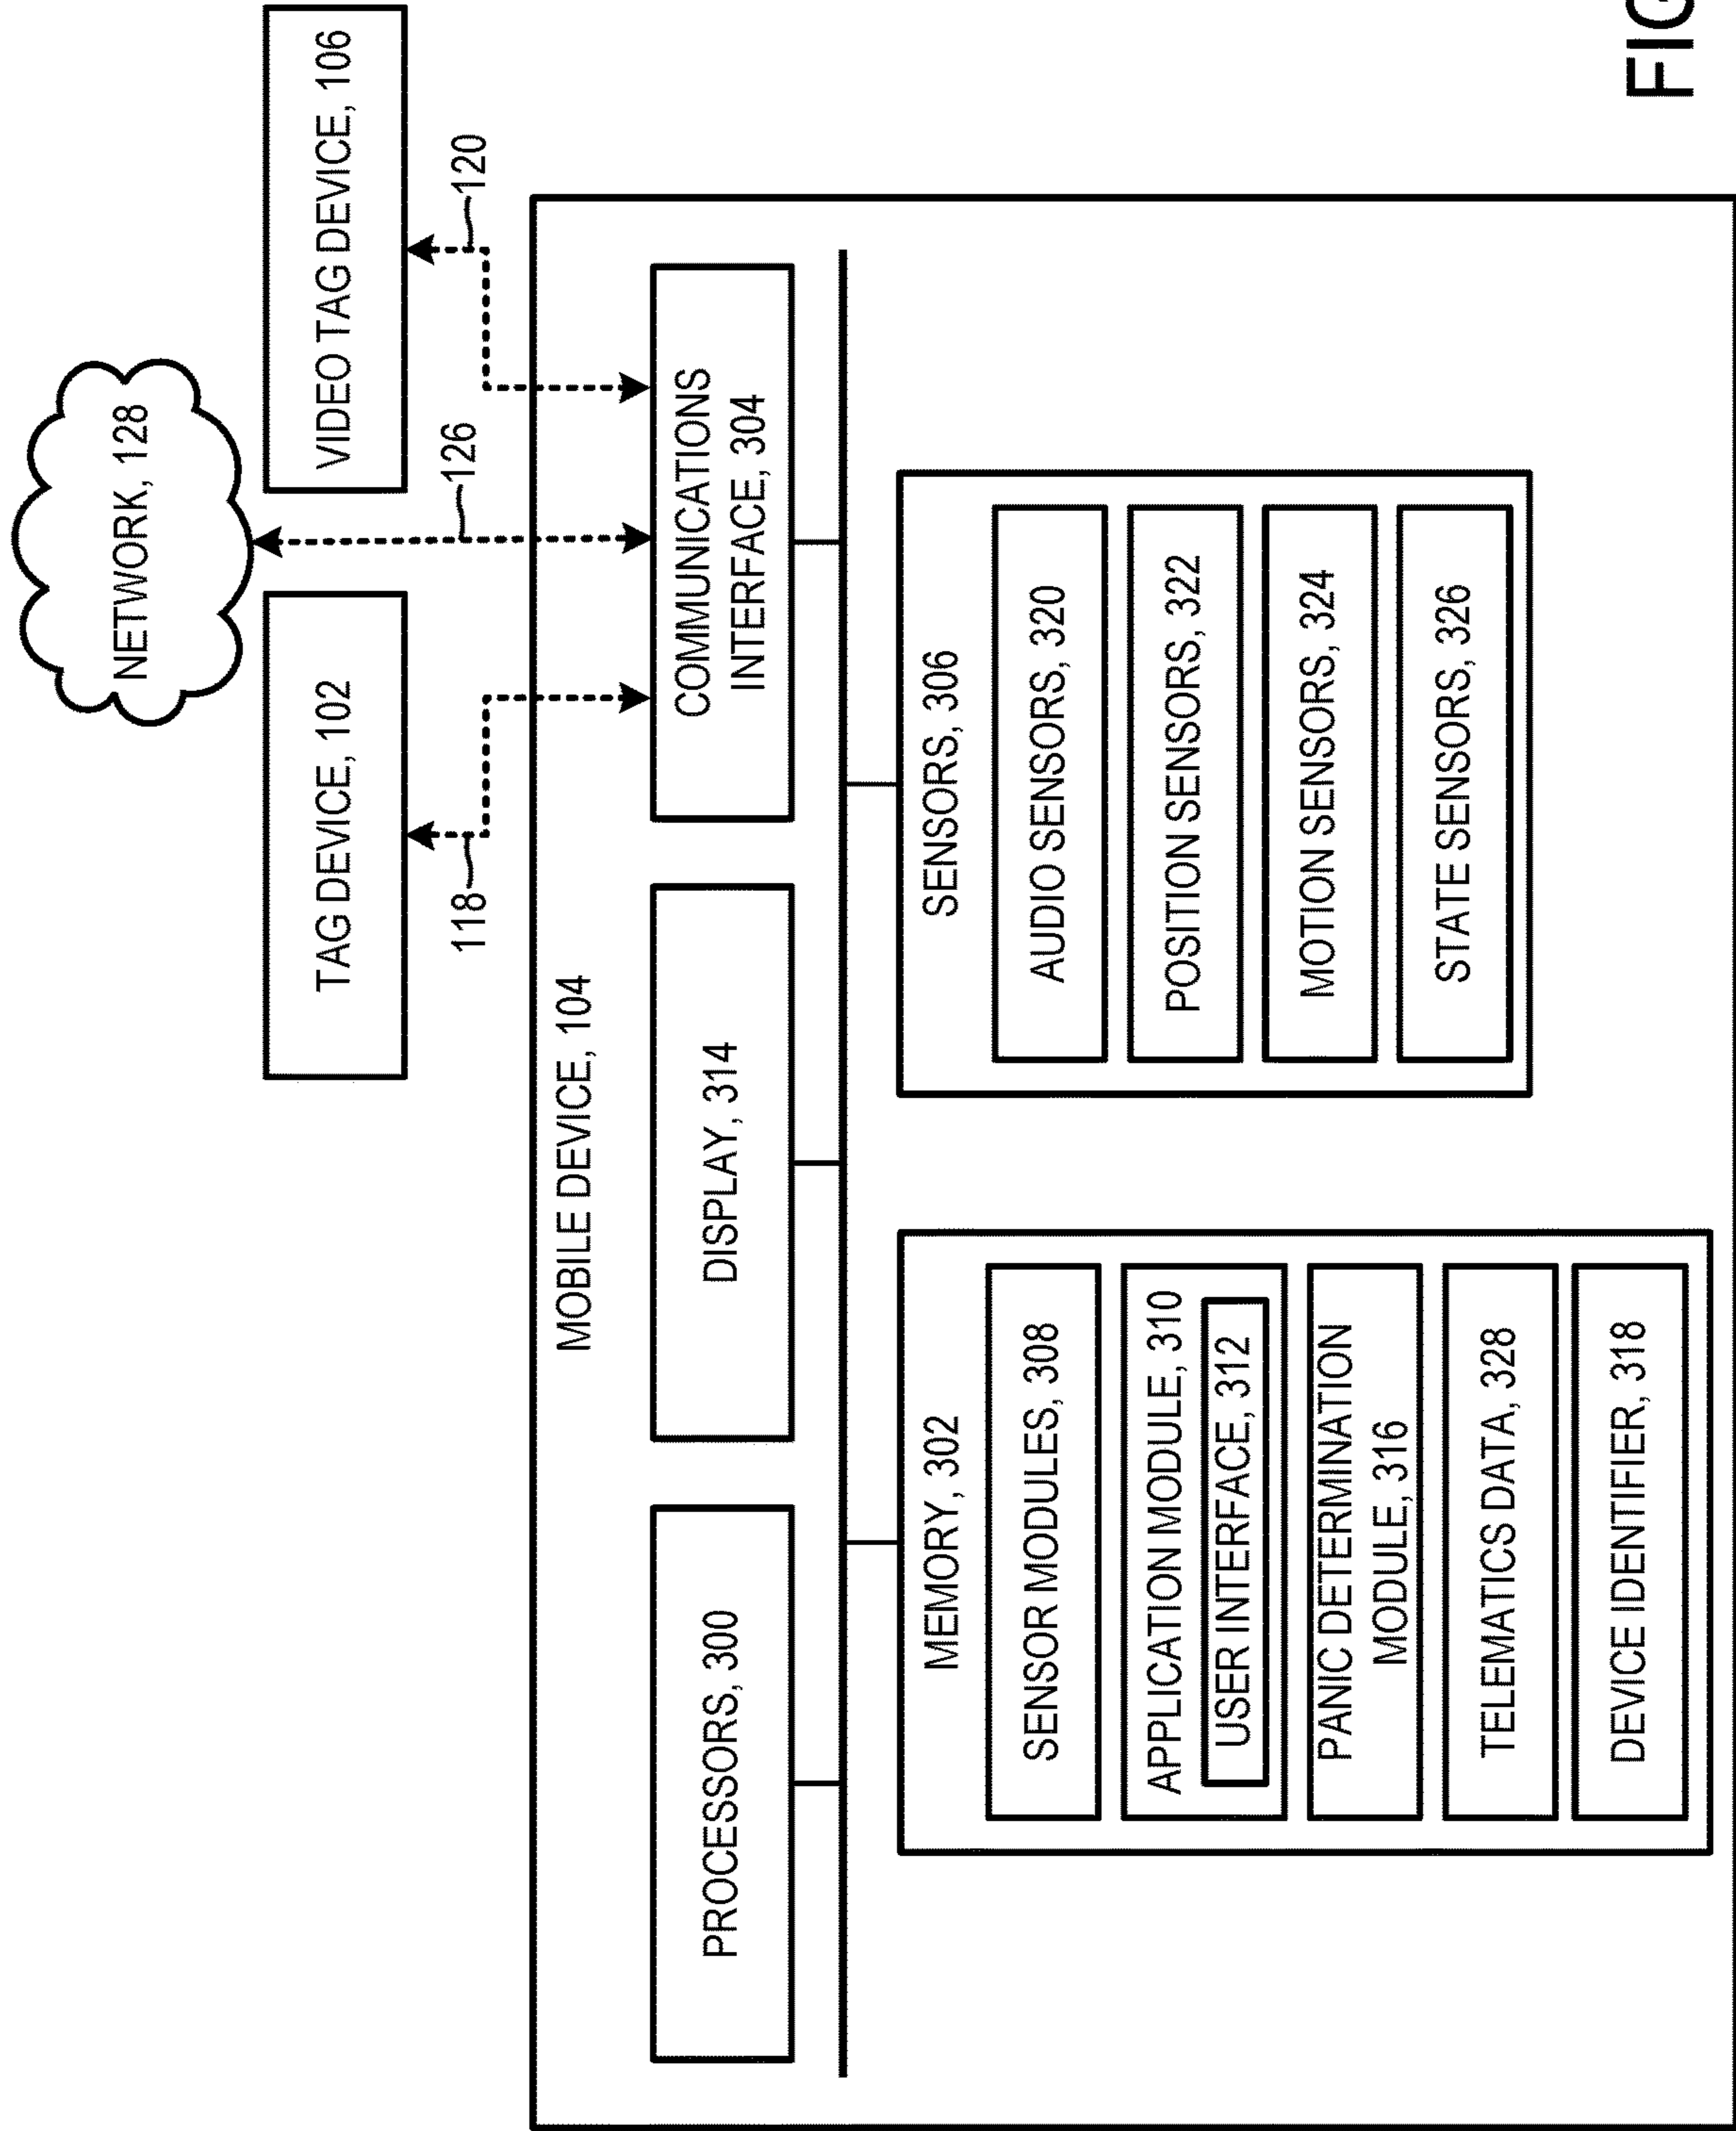 NETWORK, 128
TAG DEVICE, 102
VIDEO TAG DEVICE, 106
118
126
120
MOBILE DEVICE, 104
PROCESSORS, 300
DISPLAY, 314
COMMUNICATIONS
INTERFACE, 304
MEMORY, 302
SENSOR MODULES, 308
APPLICATION MODULE, 310
USER INTERFACE, 312
PANIC DETERMINATION
MODULE, 316
TELEMATICS DATA, 328
DEVICE IDENTIFIER, 318
SENSORS, 306
AUDIO SENSORS, 320
POSITION SENSORS, 322
MOTION SENSORS, 324
STATE SENSORS, 326
FIG